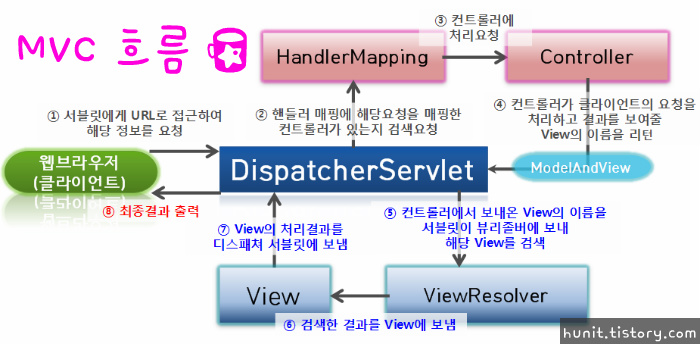 MVC 흐름
③ 컨트롤러에
처리요청
HandlerMapping
Controller
① 서블릿에게 URL로 접근하여
해당 정보를 요청
② 핸들러 매핑에 해당요청을 매핑한
컨트롤러가 있는지 검색요청
④ 컨트롤러가 클라이언트의 요청을
처리하고 결과를 보여줄
View의 이름을 리턴
웹브라우저
(클라이언트)
DispatcherServlet
ModelAndView
⑧ 최종결과 출력
⑦ View의 처리결과를
디스패쳐 서블릿에 보냄
⑤ 컨트롤러에서 보내온 View의 이름을
서블릿이 뷰리졸버에 보내
해당 View를 검색
View
ViewResolver
⑥ 검색한 결과를 View에 보냄
hunit.tistory.com